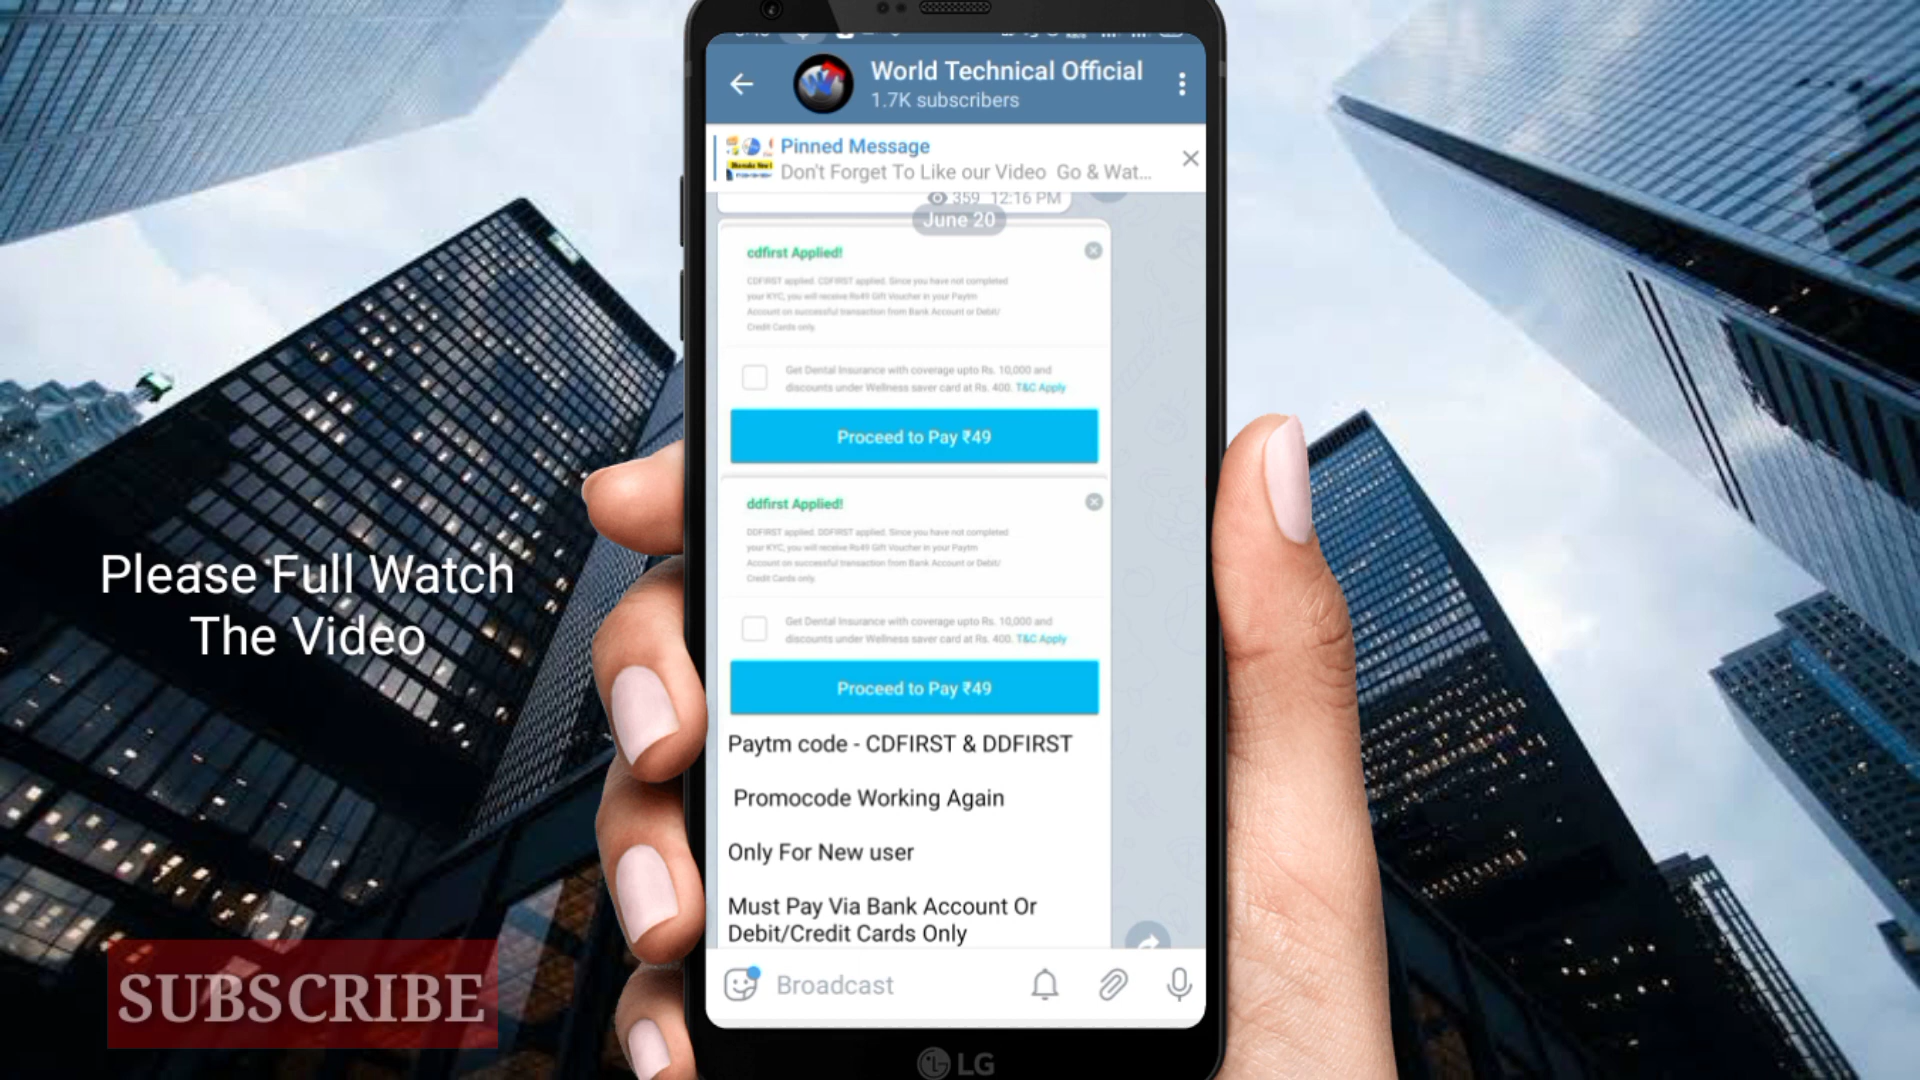 World Technical Official
1.7K subscribers
Pinned Message
Don't Forget To Like our Video Go & Wat...
359 12:16 PM
June 20
cdfirst Applied!
CDFIRST applied. CDFIRST applied. Since you have not completed
your KYC, you will receive Rs49 Gift Voucher in your Paytm
Account on successful transaction from Bank Account or Debit/
Credit Cards only.
Get Dental Insurance with coverage upto Rs. 10,000 and
discounts under Wellness saver card at Rs. 400. T&C Apply
Proceed to Pay ₹49
ddfirst Applied!
DDFIRST applied. DDFIRST applied. Since you have not completed
your KYC, you will receive Rs49 Gift Voucher in your Paytm
Account on successful transaction from Bank Account or Debit/
Credit Cards only.
Get Dental Insurance with coverage upto Rs. 10,000 and
discounts under Wellness saver card at Rs. 400. T&C Apply
Proceed to Pay ₹49
Paytm code - CDFIRST & DDFIRST
Promocode Working Again
Only For New user
Must Pay Via Bank Account Or
Debit/Credit Cards Only
Broadcast
LG
Please Full Watch
The Video
SUBSCRIBE